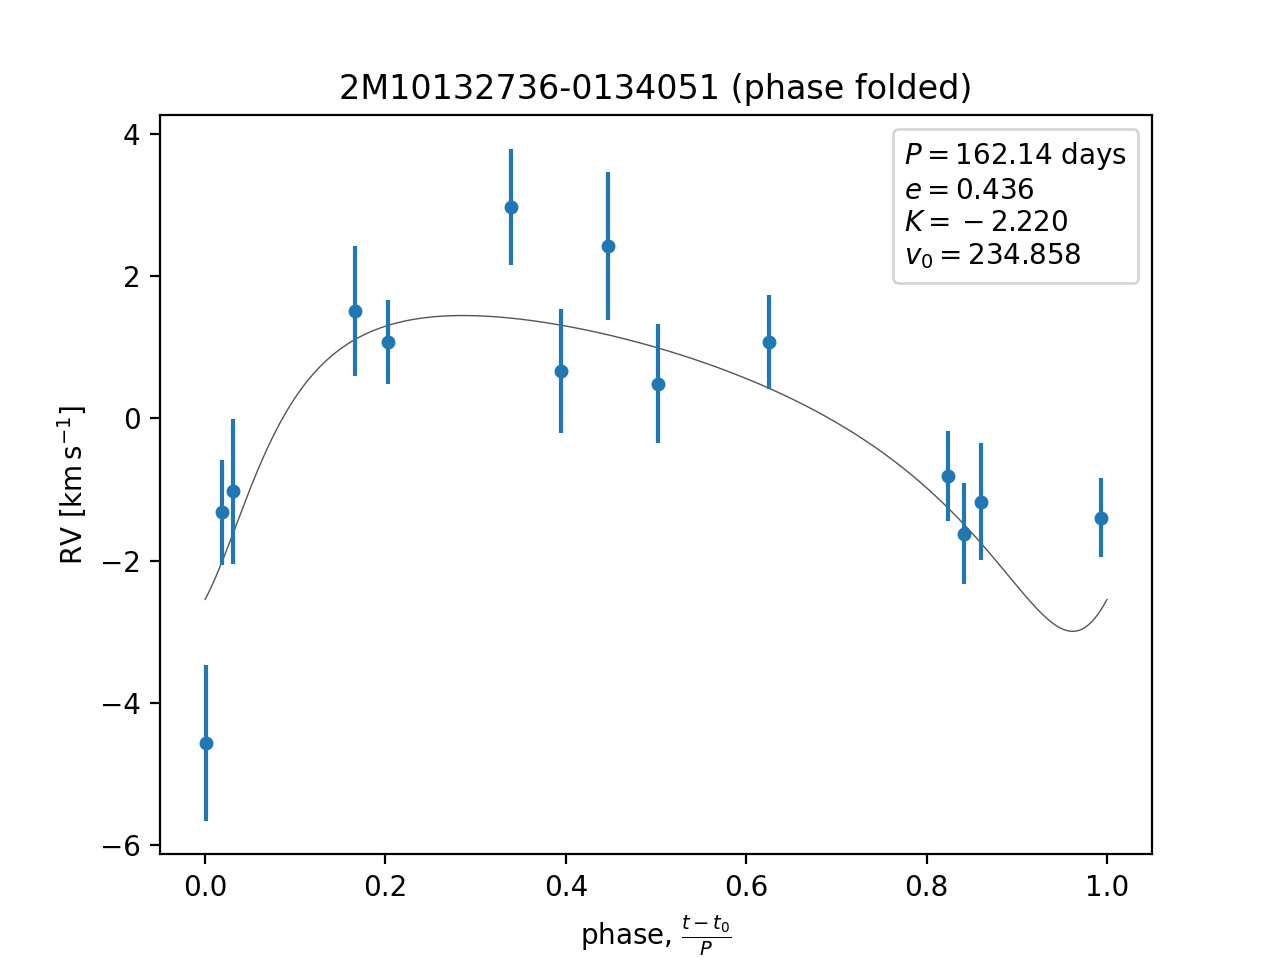 2M10132736-0134051 (phase folded)
P = 162.14 days
e = 0.436
K = −2.220
v₀ = 234.858
4
2
0
−2
−4
−6
RV [km s⁻¹]
0.0 0.2 0.4 0.6 0.8 1.0
phase, (t − t₀)/P